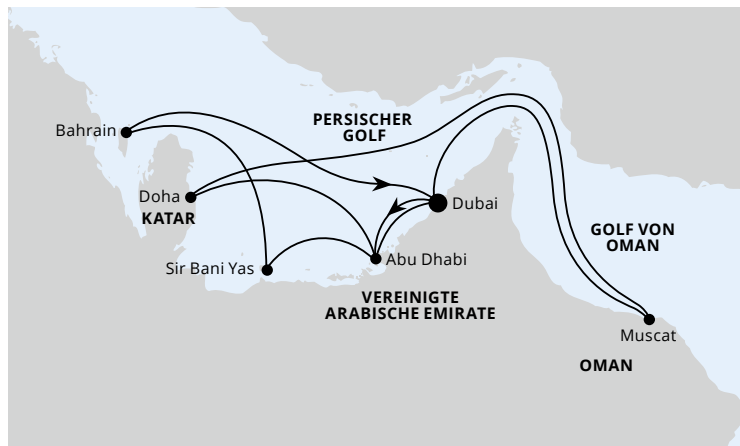 Bahrain
PERSISCHER
GOLF
Doha
KATAR
Dubai
GOLF VON
OMAN
Sir Bani Yas
Abu Dhabi
VEREINIGTE
ARABISCHE EMIRATE
Muscat
OMAN